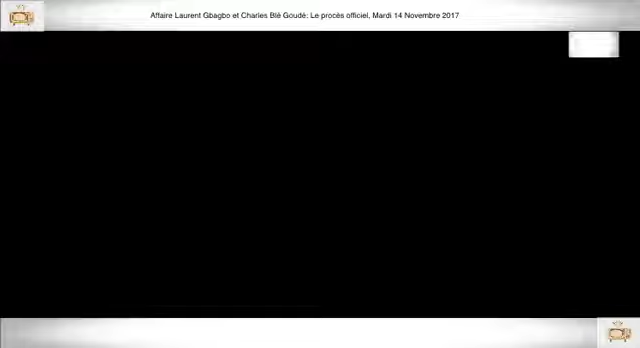 Affaire Laurent Gbagbo et Charles Blé Goudé: Le procès officiel, Mardi 14 Novembre 2017